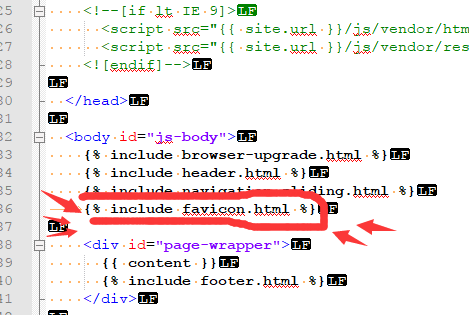 25 <!--[if lt IE 9]>LF
26 <script src="{{ site.url }}/js/vendor/htm
27 <script src="{{ site.url }}/js/vendor/res
28 <![endif]-->LF
29 LF
30 </head>LF
31 LF
32 <body id="js-body">LF
33 {% include browser-upgrade.html %}LF
34 {% include header.html %}LF
35 {% include navigation-sliding.html %}LF
36 {% include favicon.html %}LF
37 LF
38 <div id="page-wrapper">LF
39 {{ content }}LF
40 {% include footer.html %}LF
41 </div>LF